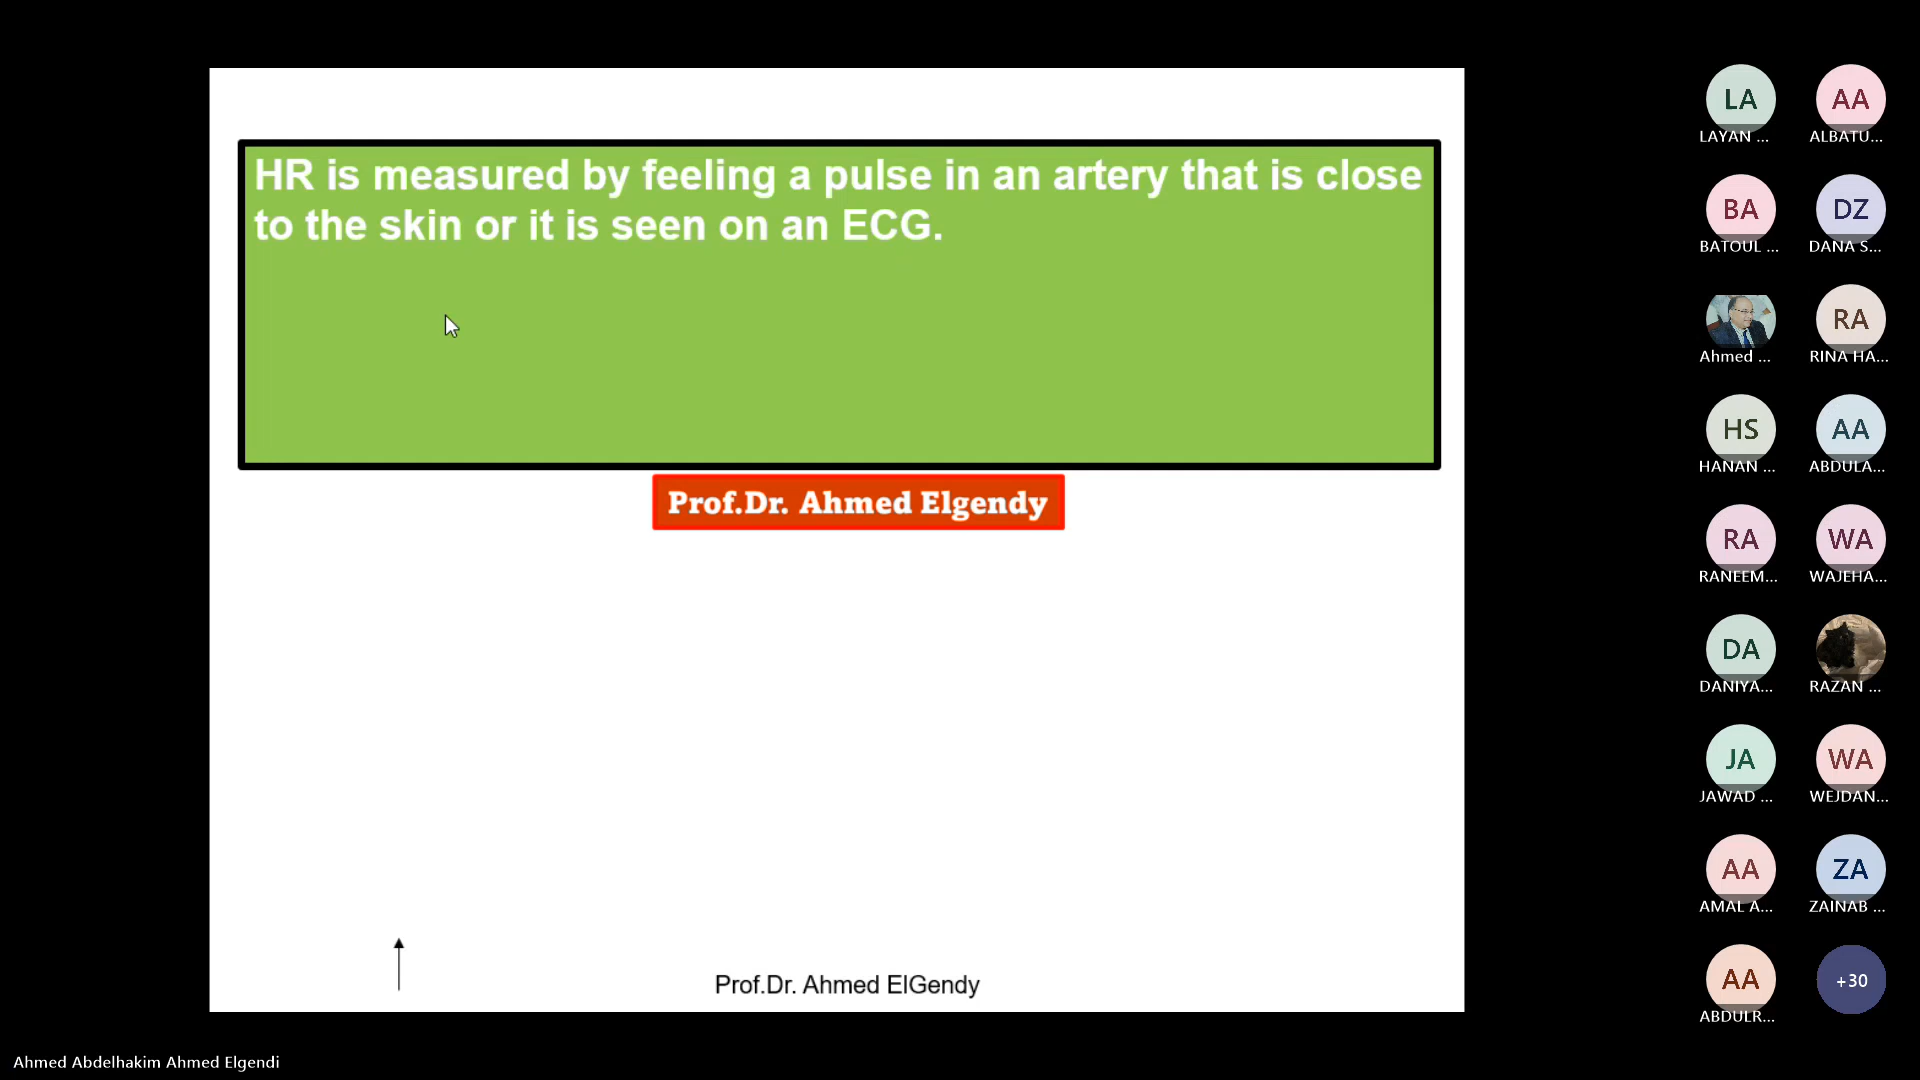 HR is measured by feeling a pulse in an artery that is close
to the skin or it is seen on an ECG.
Prof.Dr. Ahmed Elgendy
Prof.Dr. Ahmed ElGendy
LA
LAYAN ...
AA
ALBATU...
BA
BATOUL ...
DZ
DANA S...
Ahmed ...
RA
RINA HA...
HS
HANAN ...
AA
ABDULA...
RA
RANEEM...
WA
WAJEHA...
DA
DANIYA...
RAZAN ...
JA
JAWAD ...
WA
WEJDAN...
AA
AMAL A...
ZA
ZAINAB ...
AA
ABDULR...
+30
Ahmed Abdelhakim Ahmed Elgendi